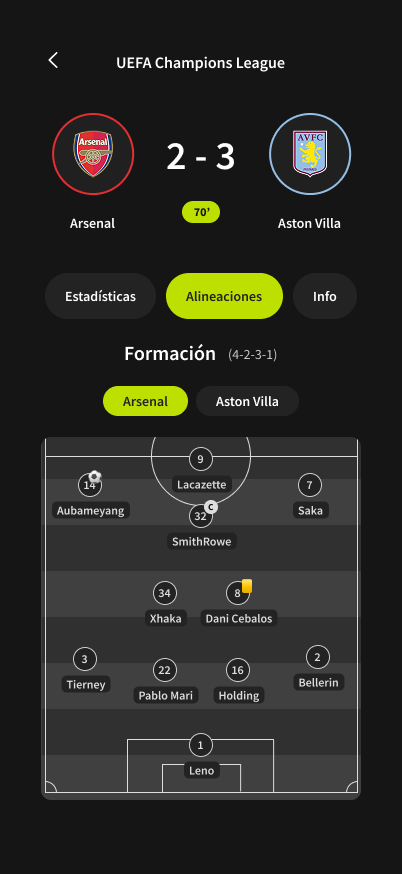 UEFA Champions League
Arsenal
AVFC
2 - 3
70’
Arsenal
Aston Villa
Estadísticas
Alineaciones
Info
Formación (4-2-3-1)
Arsenal
Aston Villa
9
Lacazette
14
Aubameyang
7
Saka
C
32
SmithRowe
34
Xhaka
8
Dani Cebalos
3
Tierney
22
Pablo Mari
16
Holding
2
Bellerin
1
Leno